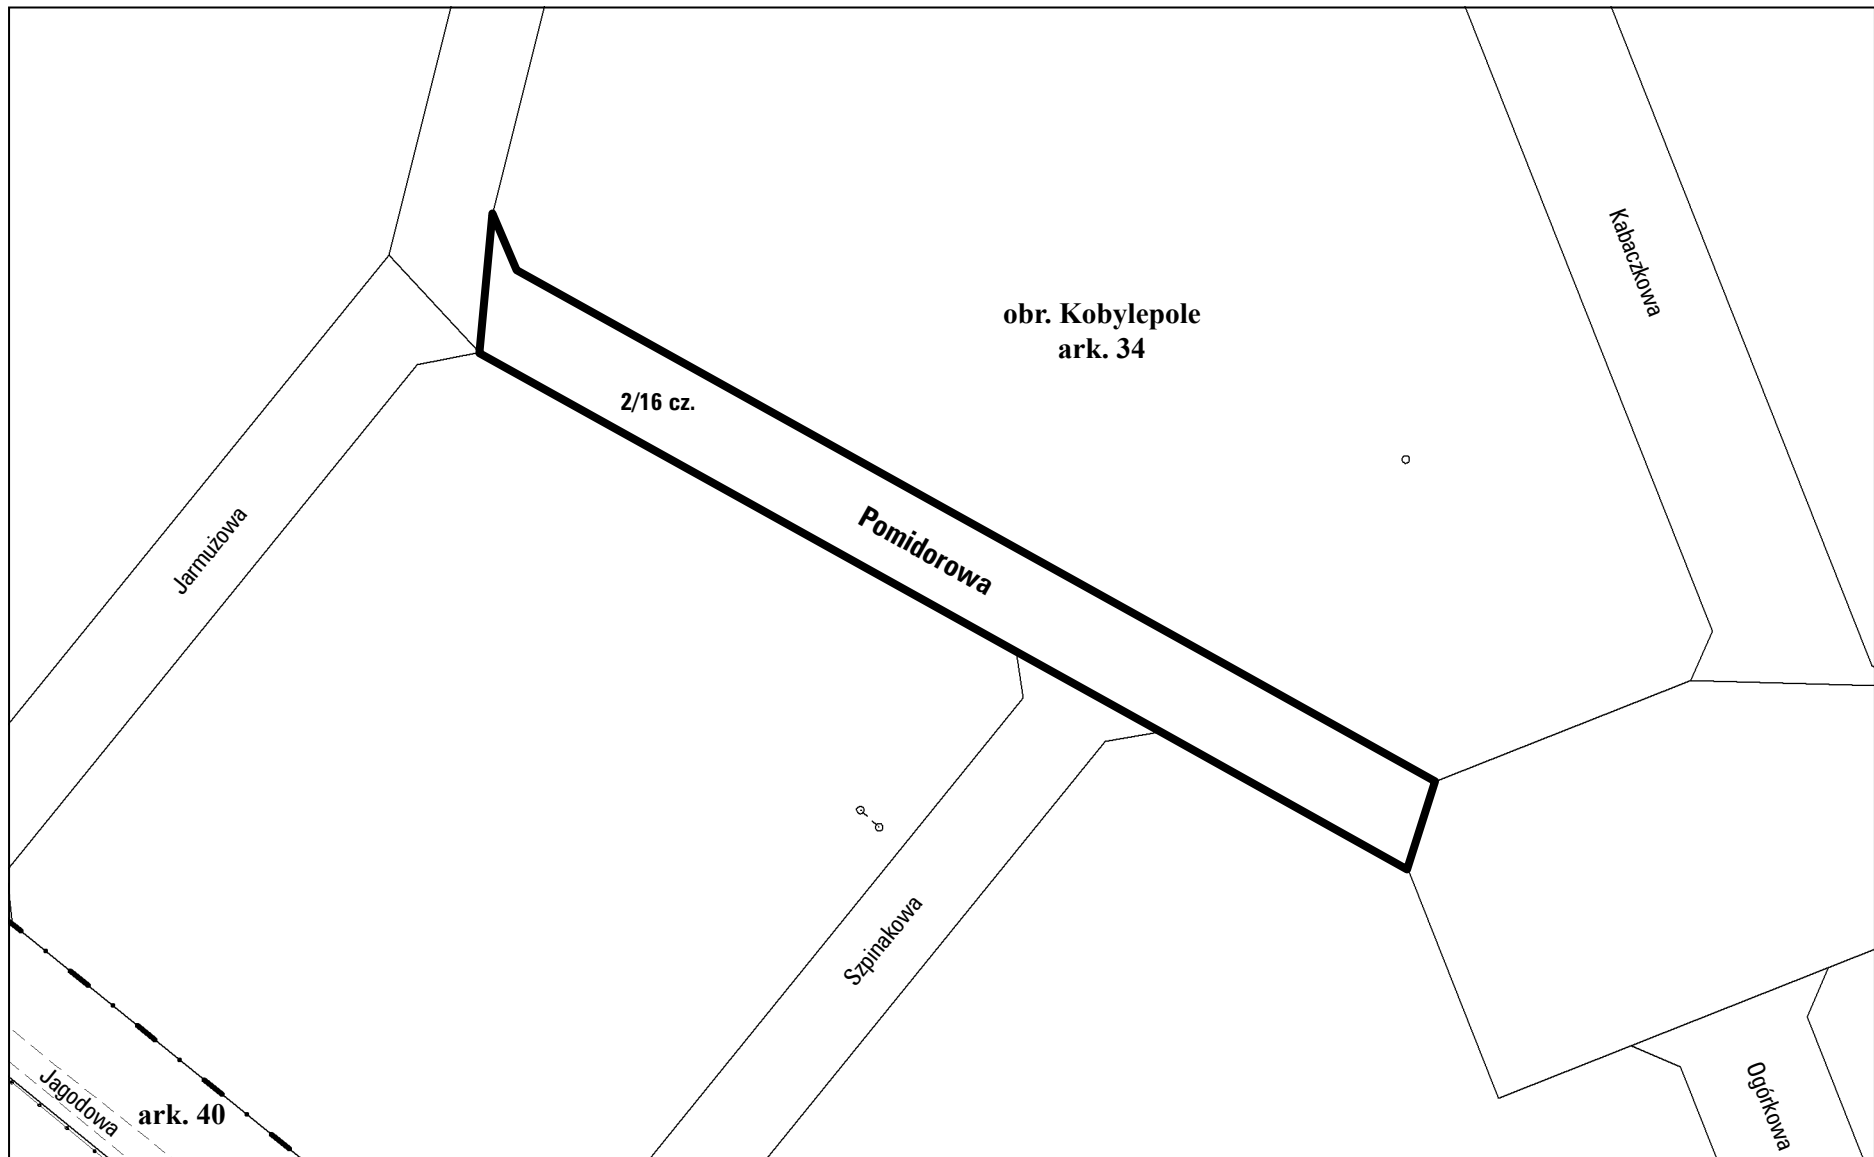 Kabaczkowa
obr. Kobylepole
ark. 34
2/16 cz.
Pomidorowa
Jarmużowa
Szpinakowa
Jagodowa
ark. 40
Ogórkowa